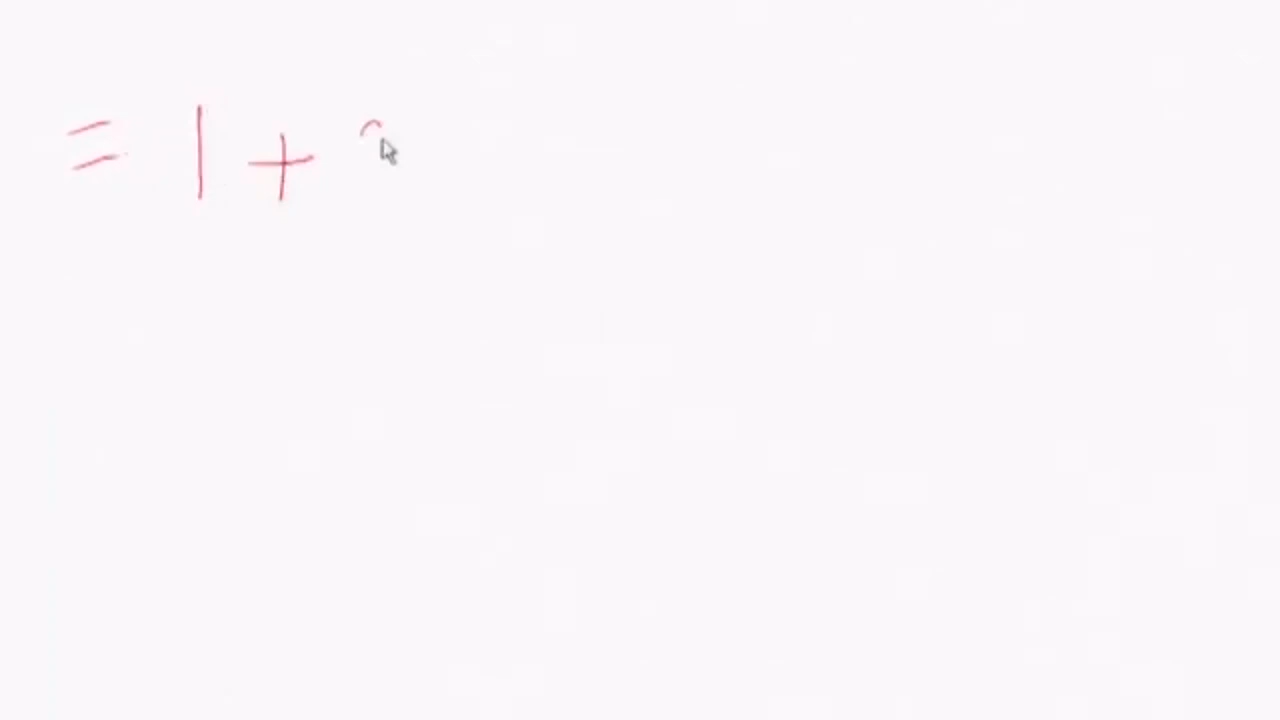 = 1 +